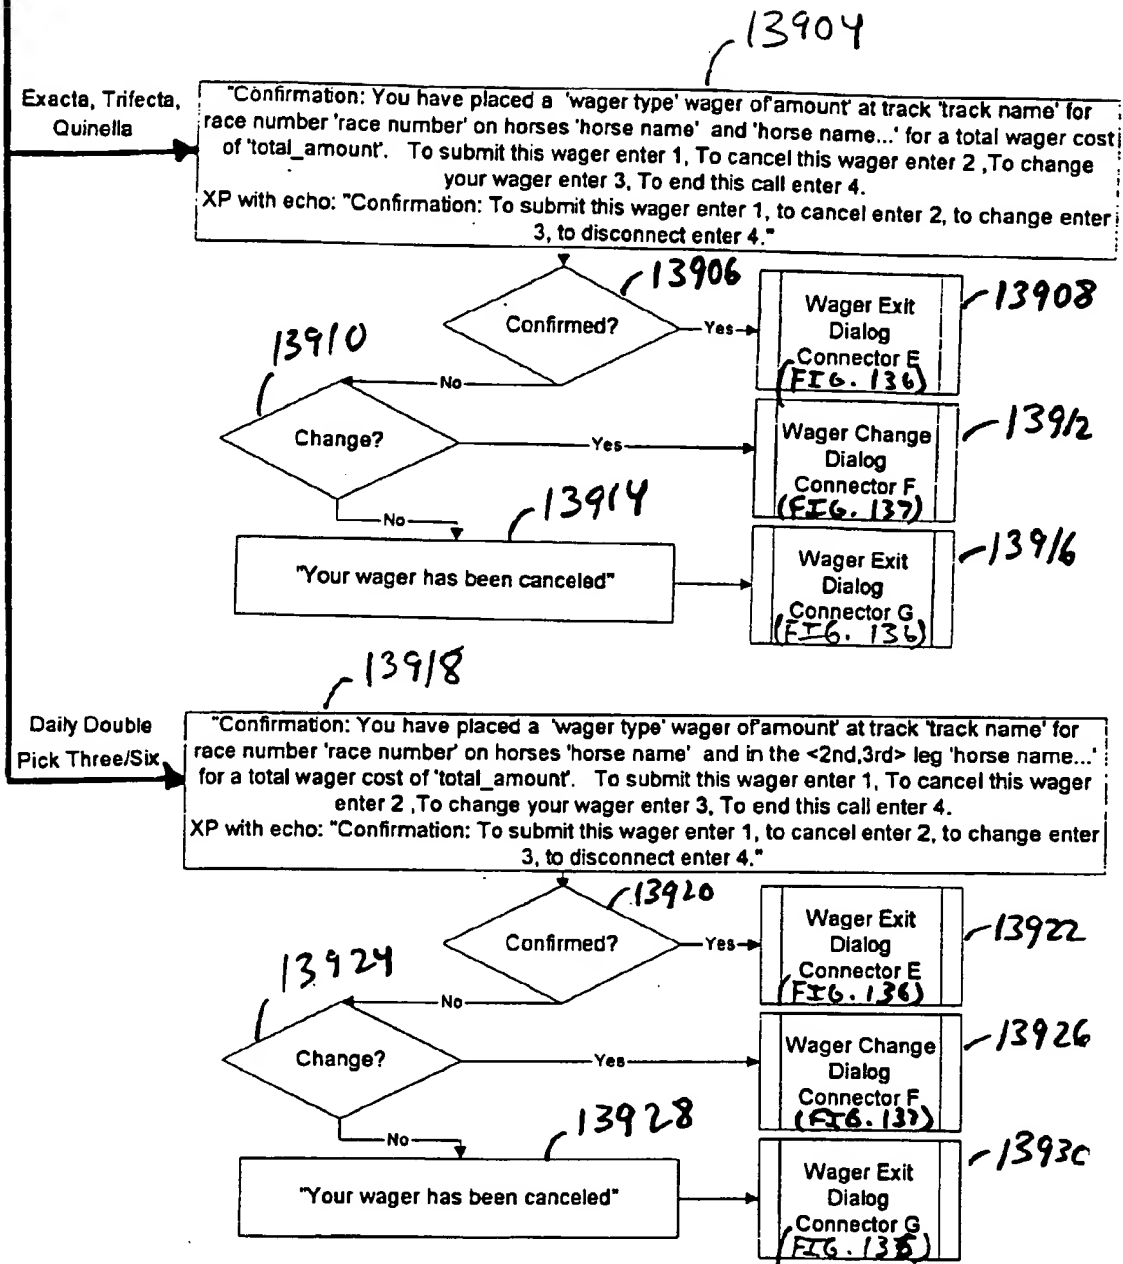 13904
Exacta, Trifecta,
Quinella
"Confirmation: You have placed a 'wager type' wager of'amount' at track 'track name' for
race number 'race number' on horses 'horse name' and 'horse name...' for a total wager cost
of 'total_amount'. To submit this wager enter 1, To cancel this wager enter 2 ,To change
your wager enter 3, To end this call enter 4.
XP with echo: "Confirmation: To submit this wager enter 1, to cancel enter 2, to change enter
3, to disconnect enter 4."
13906
Confirmed?
Yes
Wager Exit
Dialog
Connector E
(FIG. 136)
13908
13910
No
Change?
Yes
Wager Change
Dialog
Connector F
(FIG. 137)
13912
No
13914
"Your wager has been canceled"
Wager Exit
Dialog
Connector G
(FIG. 136)
13916
13918
Daily Double
Pick Three/Six
"Confirmation: You have placed a 'wager type' wager of'amount' at track 'track name' for
race number 'race number' on horses 'horse name' and in the <2nd,3rd> leg 'horse name...'
for a total wager cost of 'total_amount'. To submit this wager enter 1, To cancel this wager
enter 2 ,To change your wager enter 3, To end this call enter 4.
XP with echo: "Confirmation: To submit this wager enter 1, to cancel enter 2, to change enter
3, to disconnect enter 4."
13920
Confirmed?
Yes
Wager Exit
Dialog
Connector E
(FIG. 136)
13922
13924
No
Change?
Yes
Wager Change
Dialog
Connector F
(FIG. 137)
13926
No
13928
"Your wager has been canceled"
Wager Exit
Dialog
Connector G
(FIG.
13930